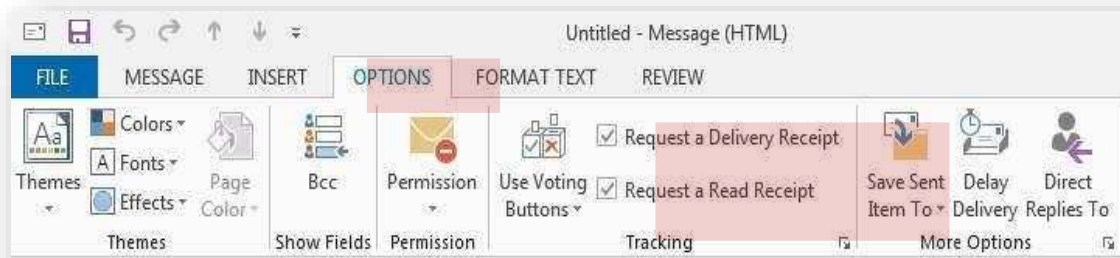 Untitled - Message (HTML)
FILE MESSAGE INSERT OPTIONS FORMAT TEXT REVIEW
Aa Colors
A Fonts
Effects
Themes
Page
Color
Bcc
Permission
Use Voting
Buttons
Request a Delivery Receipt
Request a Read Receipt
Save Sent
Item To
Delay
Delivery
Direct
Replies To
Themes Show Fields Permission Tracking More Options